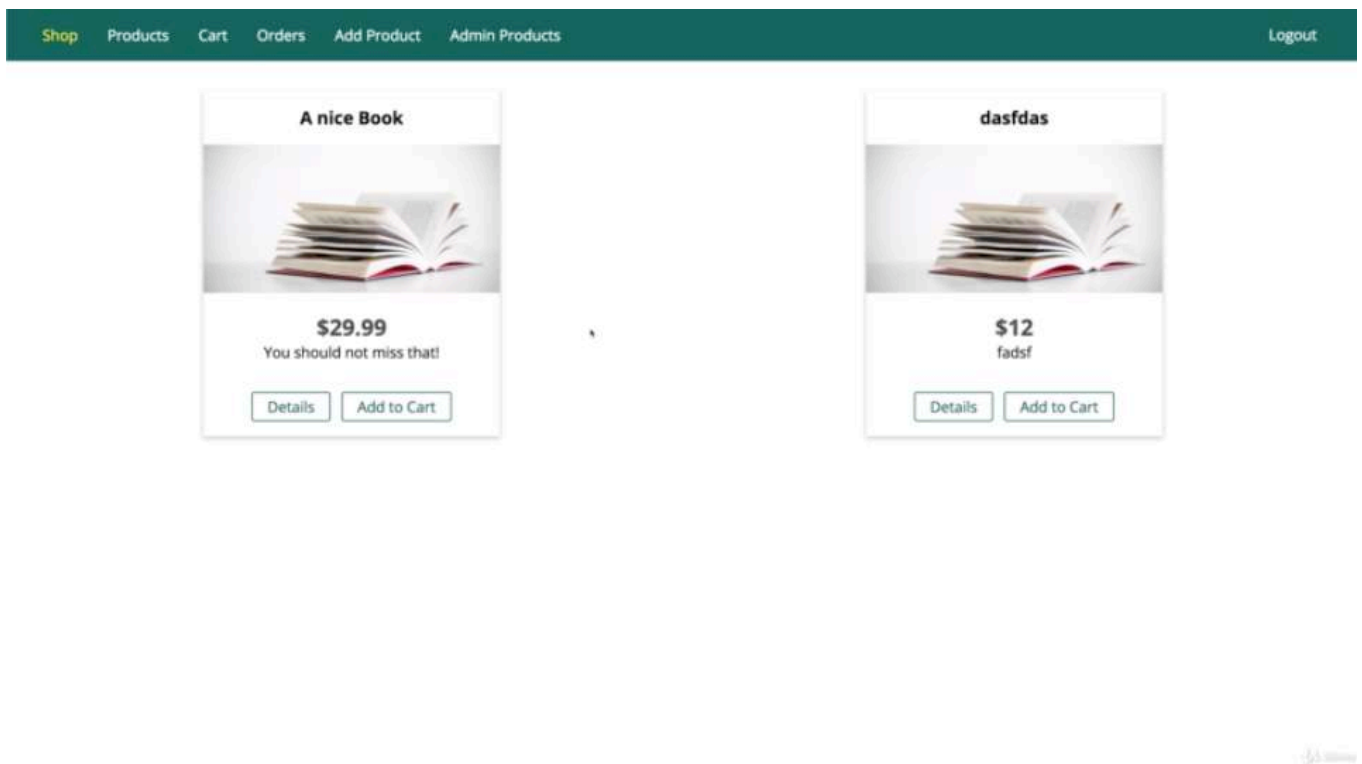 Shop Products Cart Orders Add Product Admin Products Logout
A nice Book
$29.99
You should not miss that!
Details Add to Cart
dasfdas
$12
fadsf
Details Add to Cart